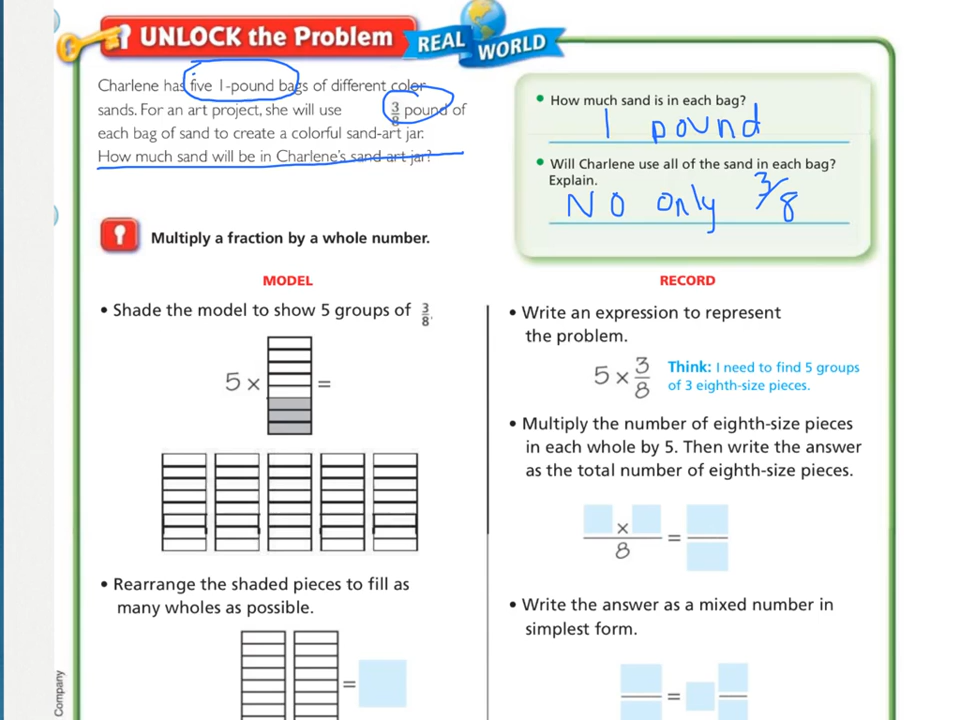 UNLOCK the Problem REAL WORLD
Charlene has five 1-pound bags of different color
sands. For an art project, she will use 3/8 pound of
each bag of sand to create a colorful sand-art jar.
How much sand will be in Charlene's sand-art jar?
• How much sand is in each bag?
1 pound
• Will Charlene use all of the sand in each bag?
Explain.
NO only 3/8
Multiply a fraction by a whole number.
MODEL
• Shade the model to show 5 groups of 3/8.
5 × =
• Rearrange the shaded pieces to fill as
many wholes as possible.
=
RECORD
• Write an expression to represent
the problem.
5 × 3/8 Think: I need to find 5 groups
of 3 eighth-size pieces.
• Multiply the number of eighth-size pieces
in each whole by 5. Then write the answer
as the total number of eighth-size pieces.
× =
8
• Write the answer as a mixed number in
simplest form.
=
Company